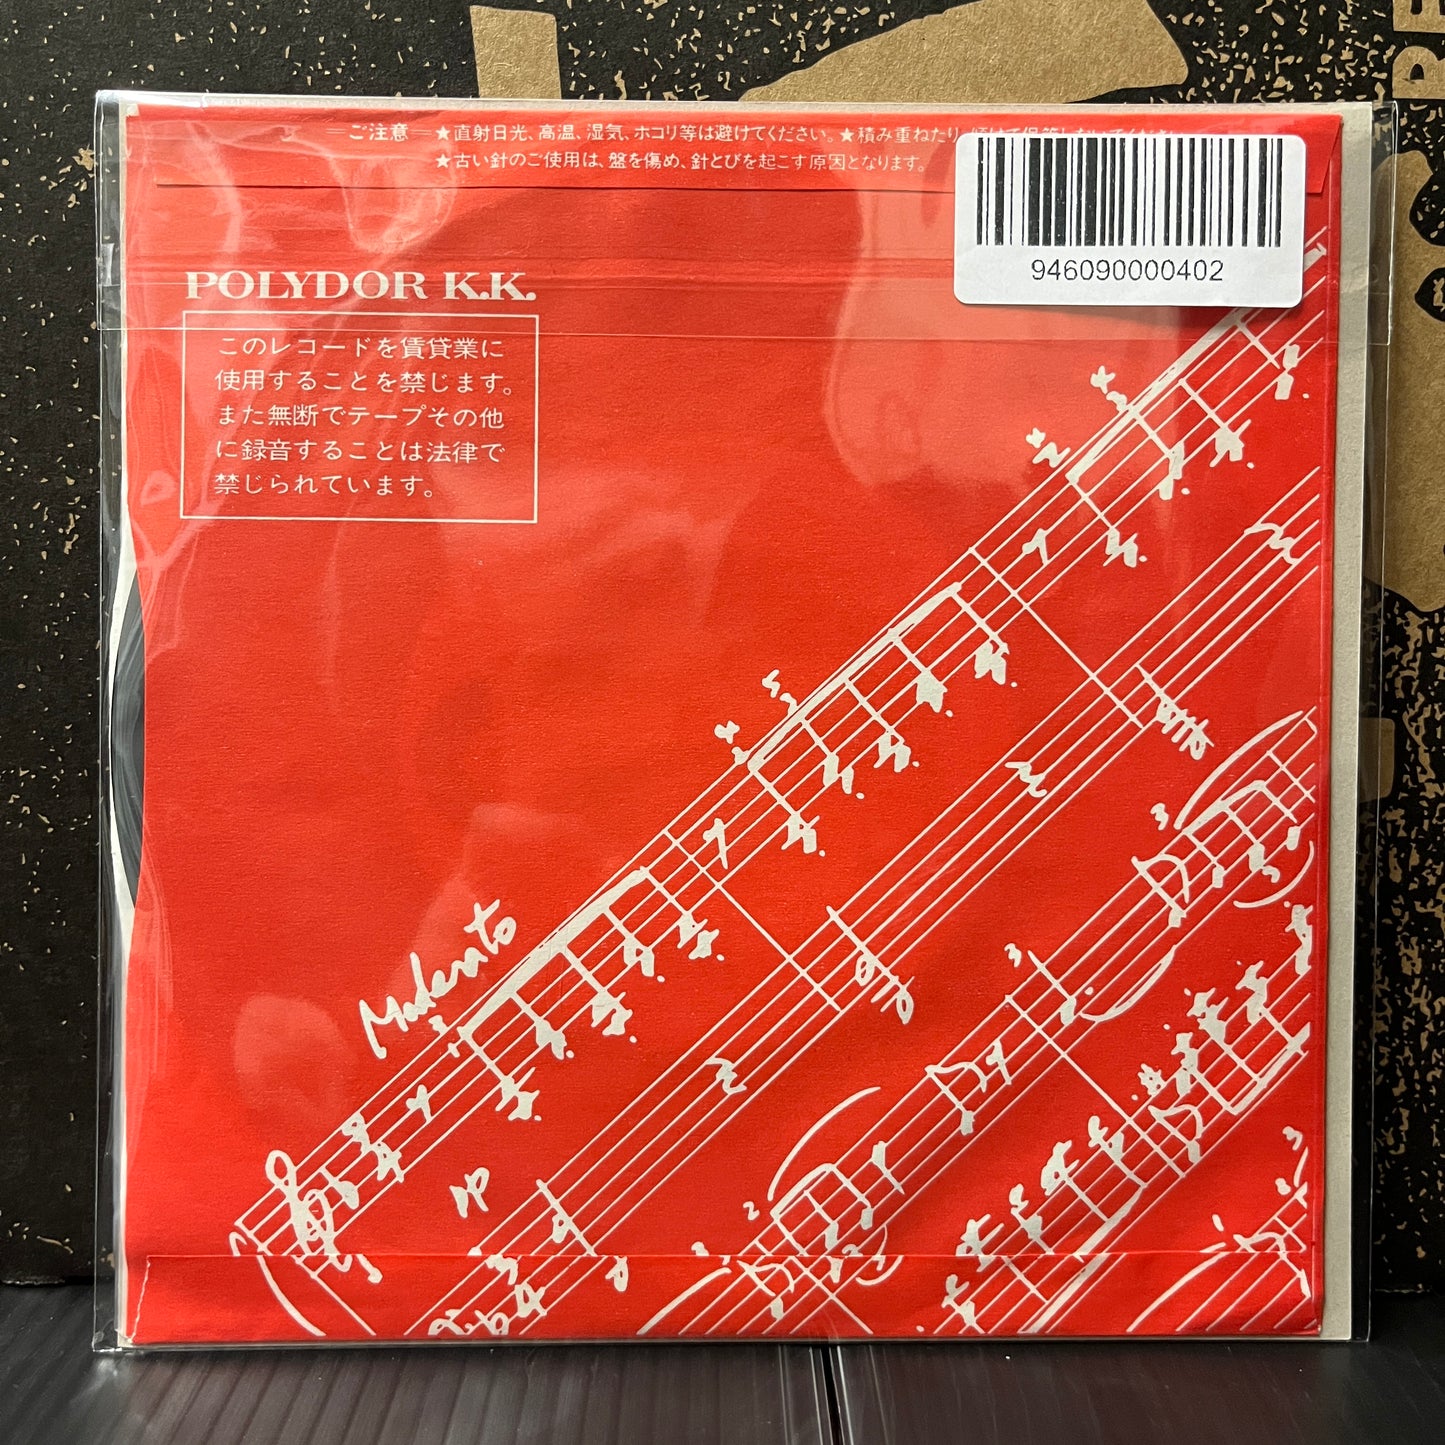 ＝ご注意＝★直射日光、高温、湿気、ホコリ等は避けてください。★積み重ねたり、
★古い針のご使用は、盤を傷め、針とびを起こす原因となります。
946090000402
POLYDOR K.K.
このレコードを賃貸業に
使用することを禁じます。
また無断でテープその他
に録音することは法律で
禁じられています。
Moderato